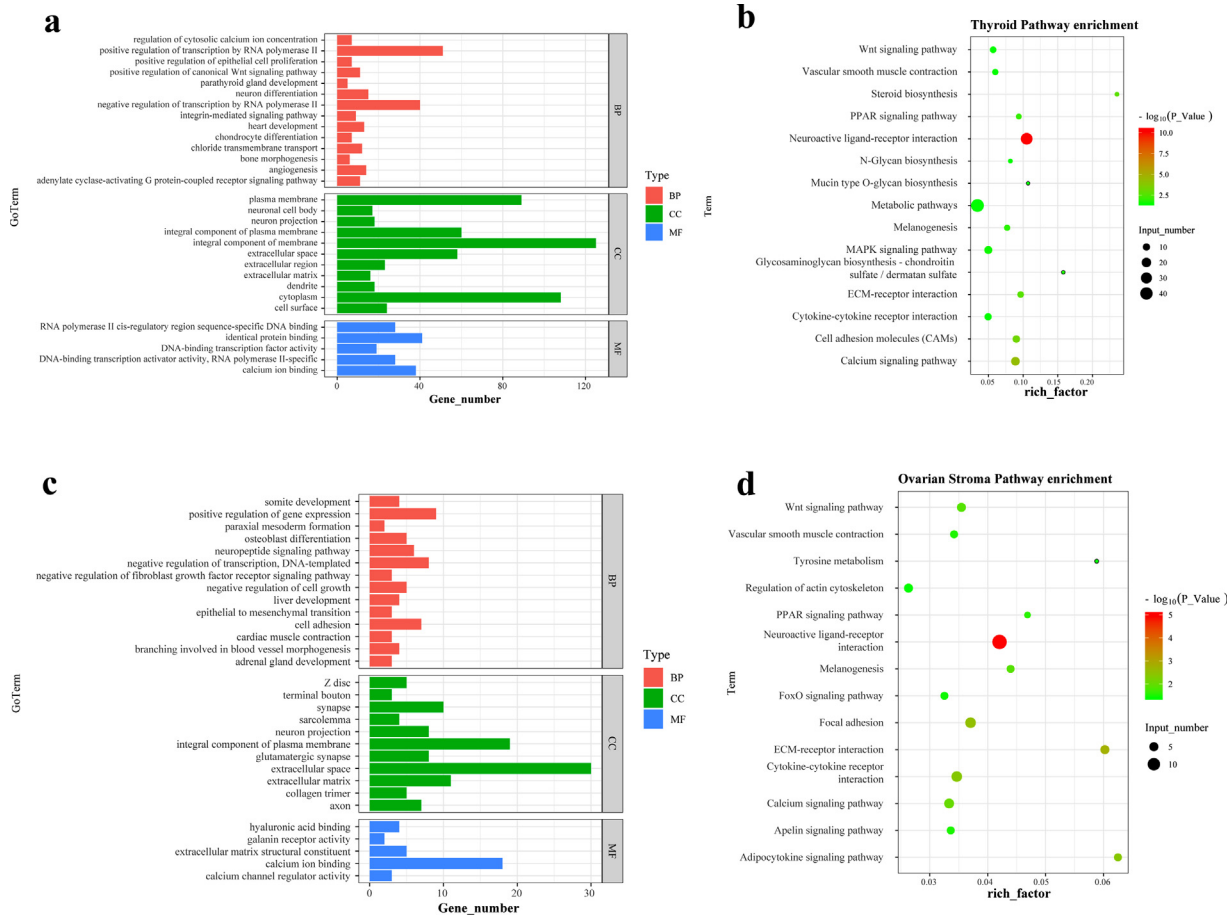 a
GoTerm
regulation of cytosolic calcium ion concentration
positive regulation of transcription by RNA polymerase II
positive regulation of epithelial cell proliferation
positive regulation of canonical Wnt signaling pathway
parathyroid gland development
neuron differentiation
negative regulation of transcription by RNA polymerase II
integrin-mediated signaling pathway
heart development
chondrocyte differentiation
chloride transmembrane transport
bone morphogenesis
angiogenesis
adenylate cyclase-activating G protein-coupled receptor signaling pathway
BP
plasma membrane
neuronal cell body
neuron projection
integral component of plasma membrane
integral component of membrane
extracellular space
extracellular region
extracellular matrix
dendrite
cytoplasm
cell surface
CC
RNA polymerase II cis-regulatory region sequence-specific DNA binding
identical protein binding
DNA-binding transcription factor activity
DNA-binding transcription activator activity, RNA polymerase II-specific
calcium ion binding
MF
0 40 80 120
Gene_number
Type
BP
CC
MF
b
Thyroid Pathway enrichment
Term
Wnt signaling pathway
Vascular smooth muscle contraction
Steroid biosynthesis
PPAR signaling pathway
Neuroactive ligand-receptor interaction
N-Glycan biosynthesis
Mucin type O-glycan biosynthesis
Metabolic pathways
Melanogenesis
MAPK signaling pathway
Glycosaminoglycan biosynthesis - chondroitin
sulfate / dermatan sulfate
ECM-receptor interaction
Cytokine-cytokine receptor interaction
Cell adhesion molecules (CAMs)
Calcium signaling pathway
0.05 0.10 0.15 0.20
rich_factor
- log10(P_Value)
10.0
7.5
5.0
2.5
Input_number
10
20
30
40
c
GoTerm
somite development
positive regulation of gene expression
paraxial mesoderm formation
osteoblast differentiation
neuropeptide signaling pathway
negative regulation of transcription, DNA-templated
negative regulation of fibroblast growth factor receptor signaling pathway
negative regulation of cell growth
liver development
epithelial to mesenchymal transition
cell adhesion
cardiac muscle contraction
branching involved in blood vessel morphogenesis
adrenal gland development
BP
Z disc
terminal bouton
synapse
sarcolemma
neuron projection
integral component of plasma membrane
glutamatergic synapse
extracellular space
extracellular matrix
collagen trimer
axon
CC
hyaluronic acid binding
galanin receptor activity
extracellular matrix structural constituent
calcium ion binding
calcium channel regulator activity
MF
0 10 20 30
Gene_number
Type
BP
CC
MF
d
Ovarian Stroma Pathway enrichment
Term
Wnt signaling pathway
Vascular smooth muscle contraction
Tyrosine metabolism
Regulation of actin cytoskeleton
PPAR signaling pathway
Neuroactive ligand-receptor
interaction
Melanogenesis
FoxO signaling pathway
Focal adhesion
ECM-receptor interaction
Cytokine-cytokine receptor
interaction
Calcium signaling pathway
Apelin signaling pathway
Adipocytokine signaling pathway
0.03 0.04 0.05 0.06
rich_factor
- log10(P_Value)
5
4
3
2
Input_number
5
10